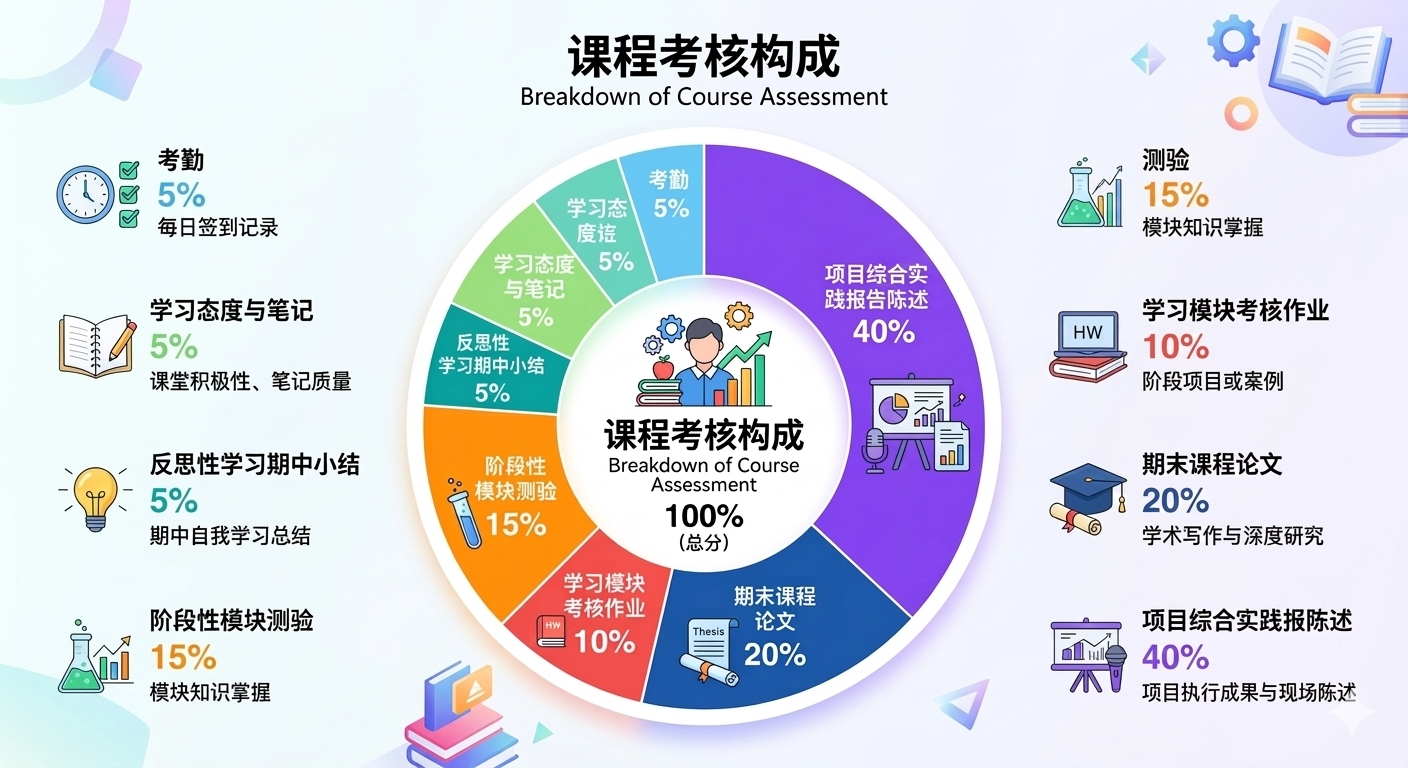 课程考核构成
Breakdown of Course Assessment
考勤
5%
每日签到记录
学习态度与笔记
5%
课堂积极性、笔记质量
反思性学习期中小结
5%
期中自我学习总结
阶段性模块测验
15%
模块知识掌握
考勤
5%
学习态
度
5%
学习态度
与笔记
5%
反思性
学习期中小结
5%
阶段性
模块测验
15%
学习模块
考核作业
HW
10%
期末课程
论文
Thesis
20%
项目综合实
践报告陈述
40%
课程考核构成
Breakdown of Course
Assessment
100%
（总分）
测验
15%
模块知识掌握
HW
学习模块考核作业
10%
阶段项目或案例
期末课程论文
20%
学术写作与深度研究
项目综合实践报陈述
40%
项目执行成果与现场陈述